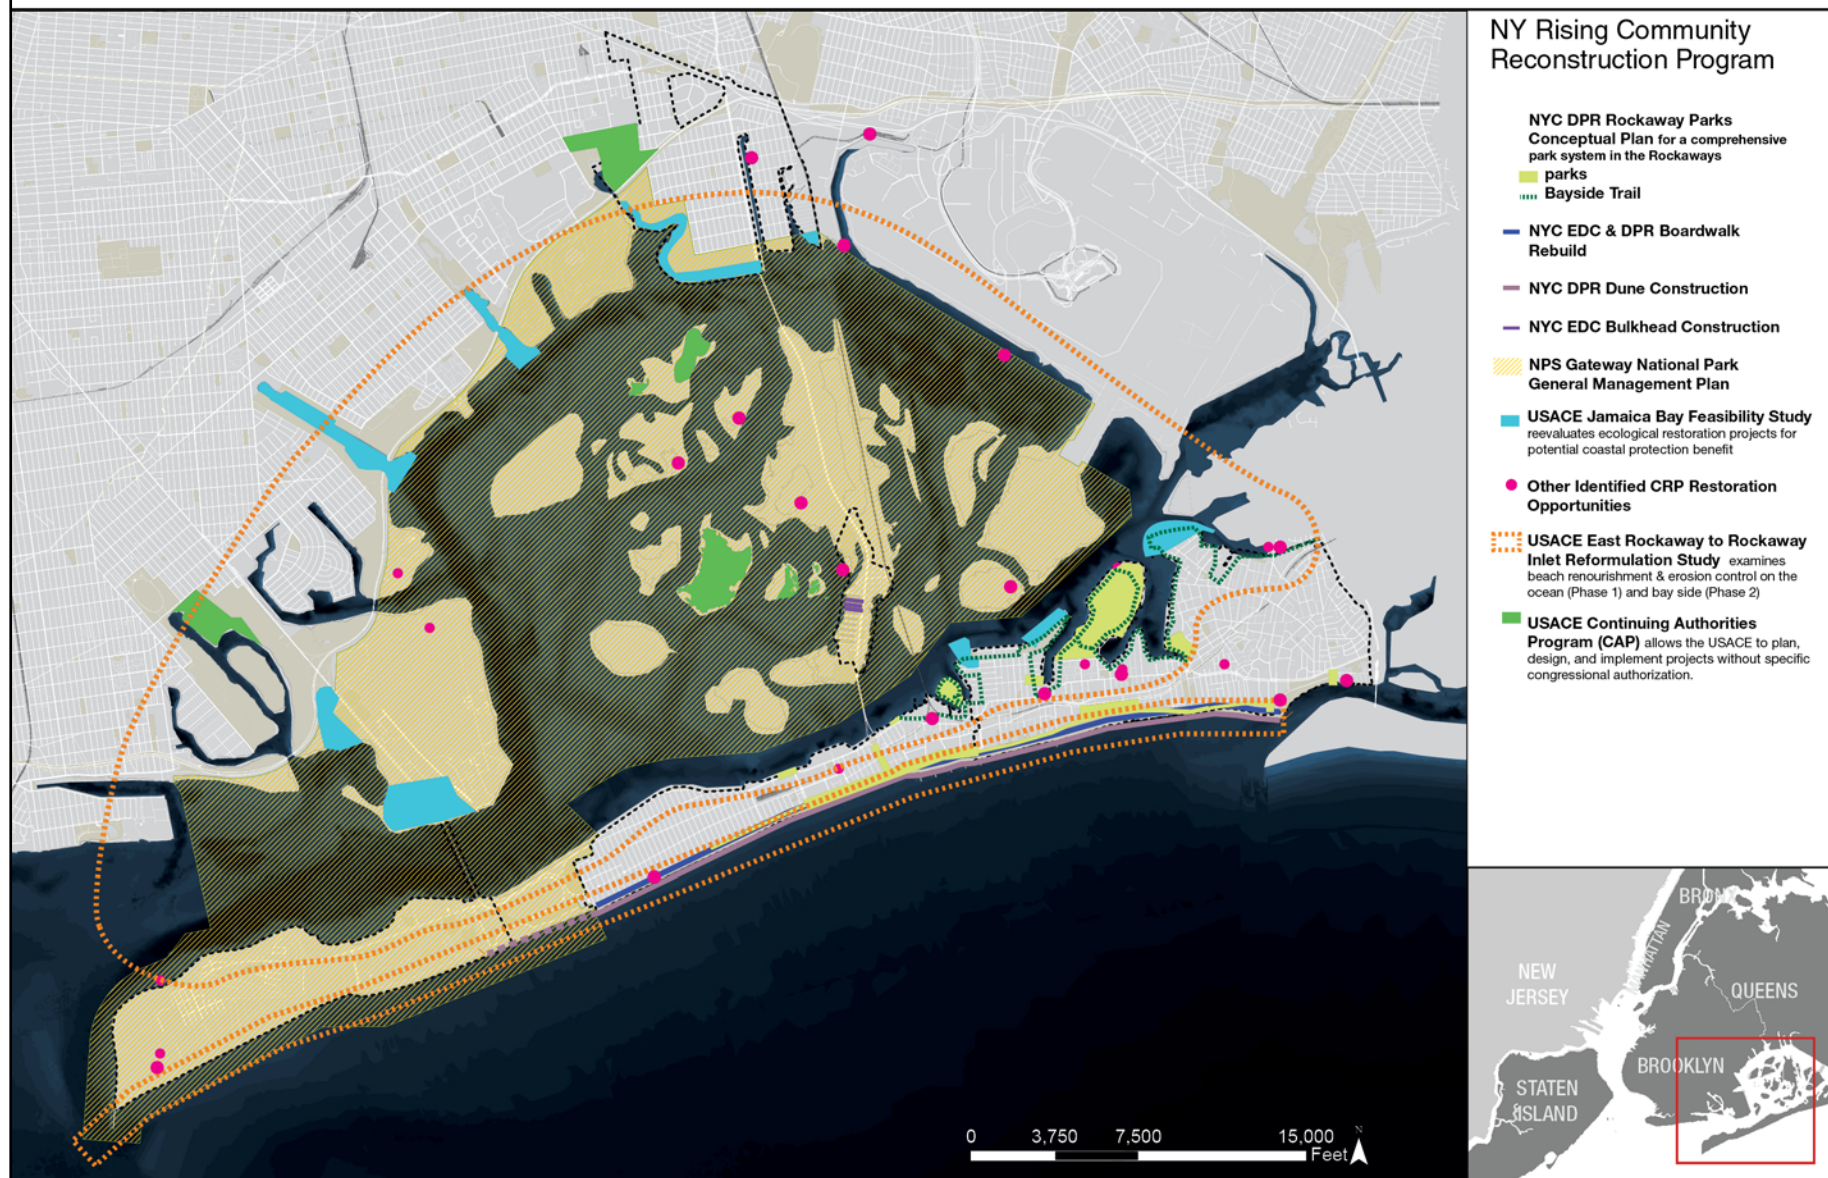 NY Rising Community
Reconstruction Program
NYC DPR Rockaway Parks
Conceptual Plan for a comprehensive
park system in the Rockaways
parks
Bayside Trail
NYC EDC & DPR Boardwalk
Rebuild
NYC DPR Dune Construction
NYC EDC Bulkhead Construction
NPS Gateway National Park
General Management Plan
USACE Jamaica Bay Feasibility Study
reevaluates ecological restoration projects for
potential coastal protection benefit
Other Identified CRP Restoration
Opportunities
USACE East Rockaway to Rockaway
Inlet Reformulation Study examines
beach renourishment & erosion control on the
ocean (Phase 1) and bay side (Phase 2)
USACE Continuing Authorities
Program (CAP) allows the USACE to plan,
design, and implement projects without specific
congressional authorization.
BRONX
MANHATTAN
NEW
JERSEY
QUEENS
BROOKLYN
STATEN
ISLAND
0 3,750 7,500 15,000
Feet
N